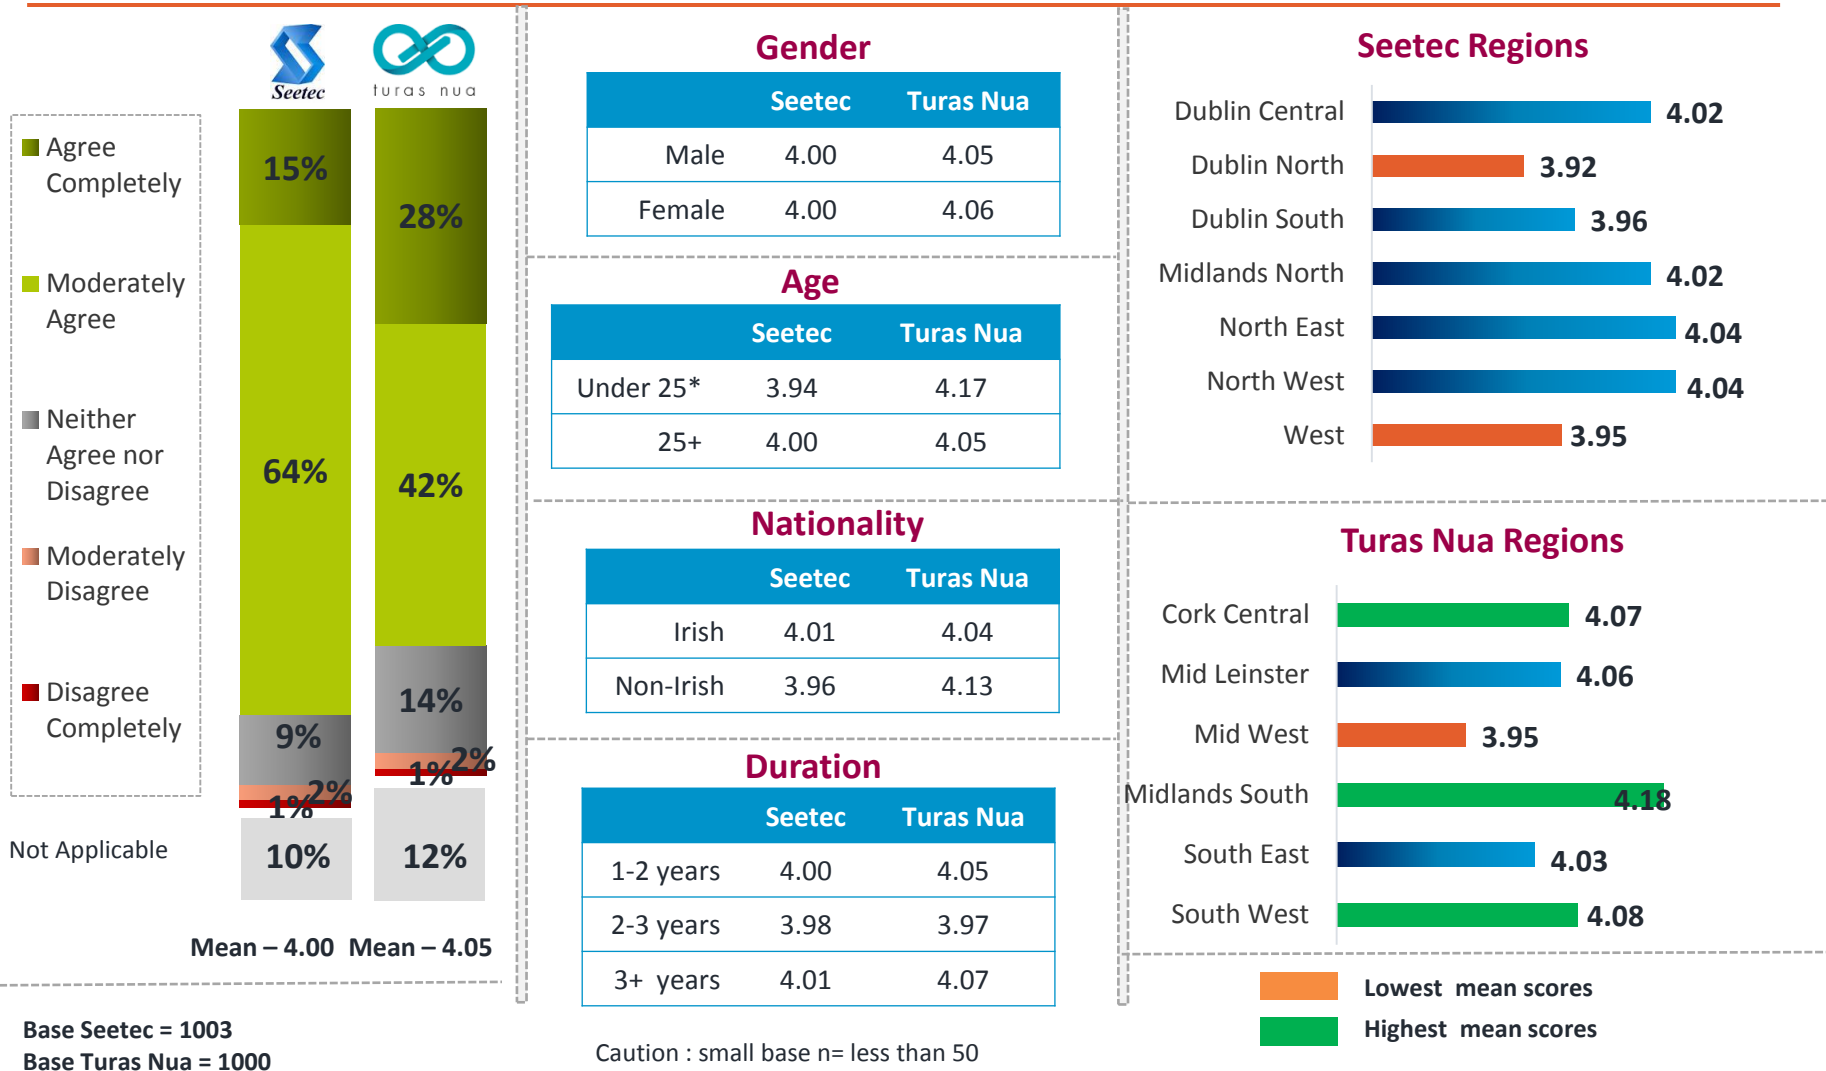 Seetec
turas nua
Agree
Completely
Moderately
Agree
Neither
Agree nor
Disagree
Moderately
Disagree
Disagree
Completely
Not Applicable
15%
64%
9%
2%
1%
10%
28%
42%
14%
2%
1%
12%
Mean – 4.00 Mean – 4.05
Base Seetec = 1003
Base Turas Nua = 1000
Gender
Seetec Turas Nua
Male 4.00 4.05
Female 4.00 4.06
Age
Seetec Turas Nua
Under 25* 3.94 4.17
25+ 4.00 4.05
Nationality
Seetec Turas Nua
Irish 4.01 4.04
Non-Irish 3.96 4.13
Duration
Seetec Turas Nua
1-2 years 4.00 4.05
2-3 years 3.98 3.97
3+ years 4.01 4.07
Caution : small base n= less than 50
Seetec Regions
Dublin Central 4.02
Dublin North 3.92
Dublin South 3.96
Midlands North 4.02
North East 4.04
North West 4.04
West 3.95
Turas Nua Regions
Cork Central 4.07
Mid Leinster 4.06
Mid West 3.95
Midlands South 4.18
South East 4.03
South West 4.08
Lowest mean scores
Highest mean scores